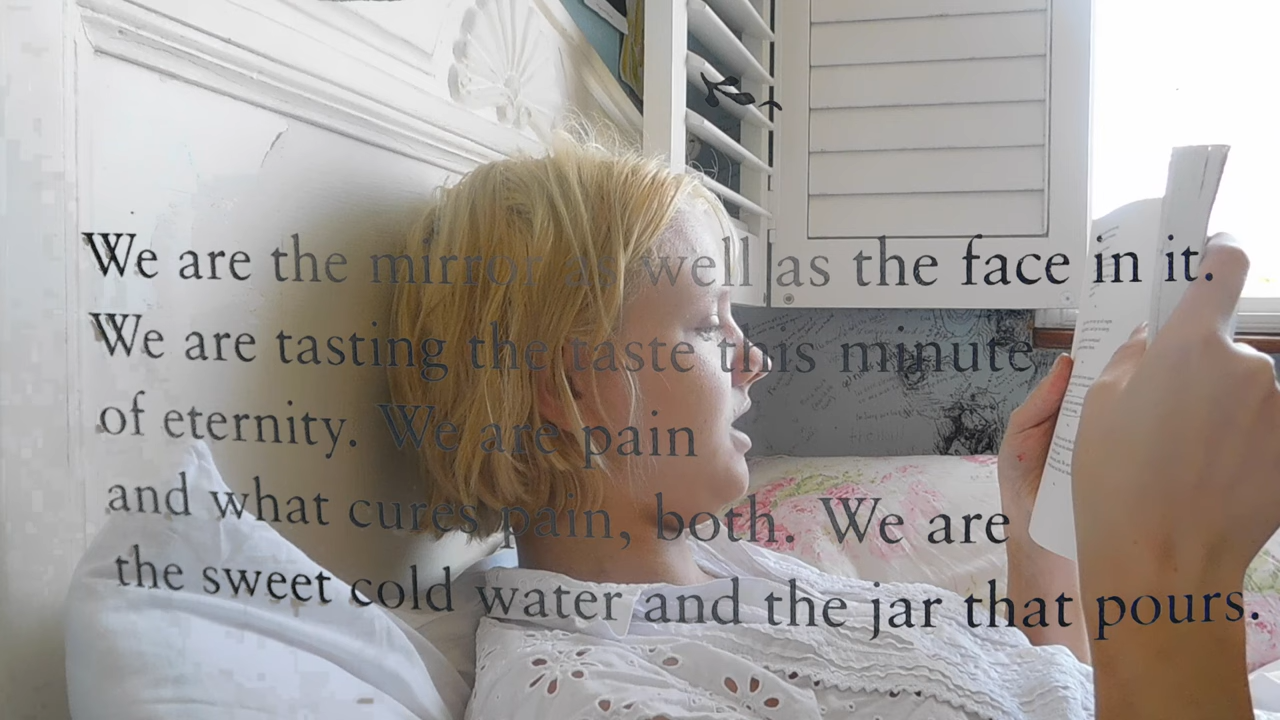 We are the mirror as well as the face in it.
We are tasting the taste this minute
of eternity. We are pain
and what cures pain, both. We are
the sweet cold water and the jar that pours.